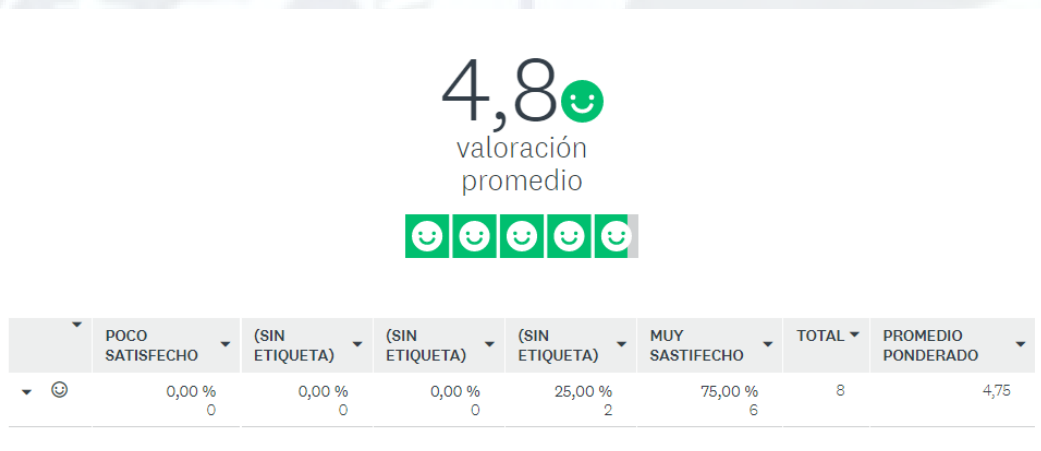 4,8
valoración
promedio
POCO
SATISFECHO
(SIN
ETIQUETA)
(SIN
ETIQUETA)
(SIN
ETIQUETA)
MUY
SASTIFECHO
TOTAL
PROMEDIO
PONDERADO
0,00 %
0
0,00 %
0
0,00 %
0
25,00 %
2
75,00 %
6
8
4,75